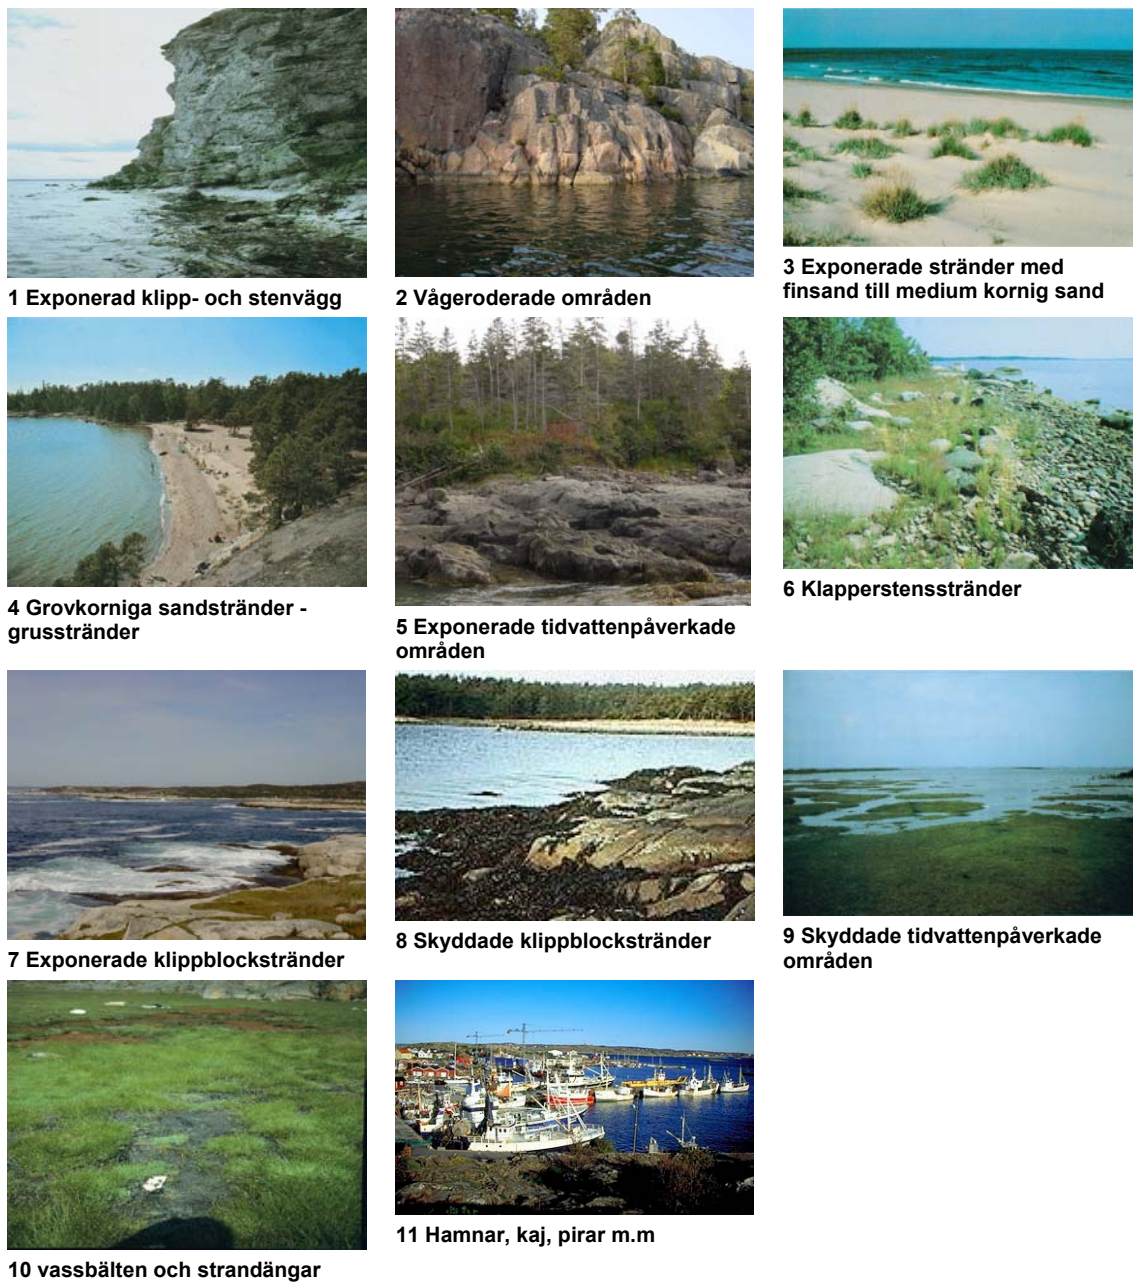 1 Exponerad klipp- och stenvägg
2 Vågeroderade områden
3 Exponerade stränder med
finsand till medium kornig sand
4 Grovkorniga sandstränder -
grusstränder
5 Exponerade tidvattenpåverkade
områden
6 Klapperstensstränder
7 Exponerade klippblockstränder
8 Skyddade klippblockstränder
9 Skyddade tidvattenpåverkade
områden
10 vassbälten och strandängar
11 Hamnar, kaj, pirar m.m